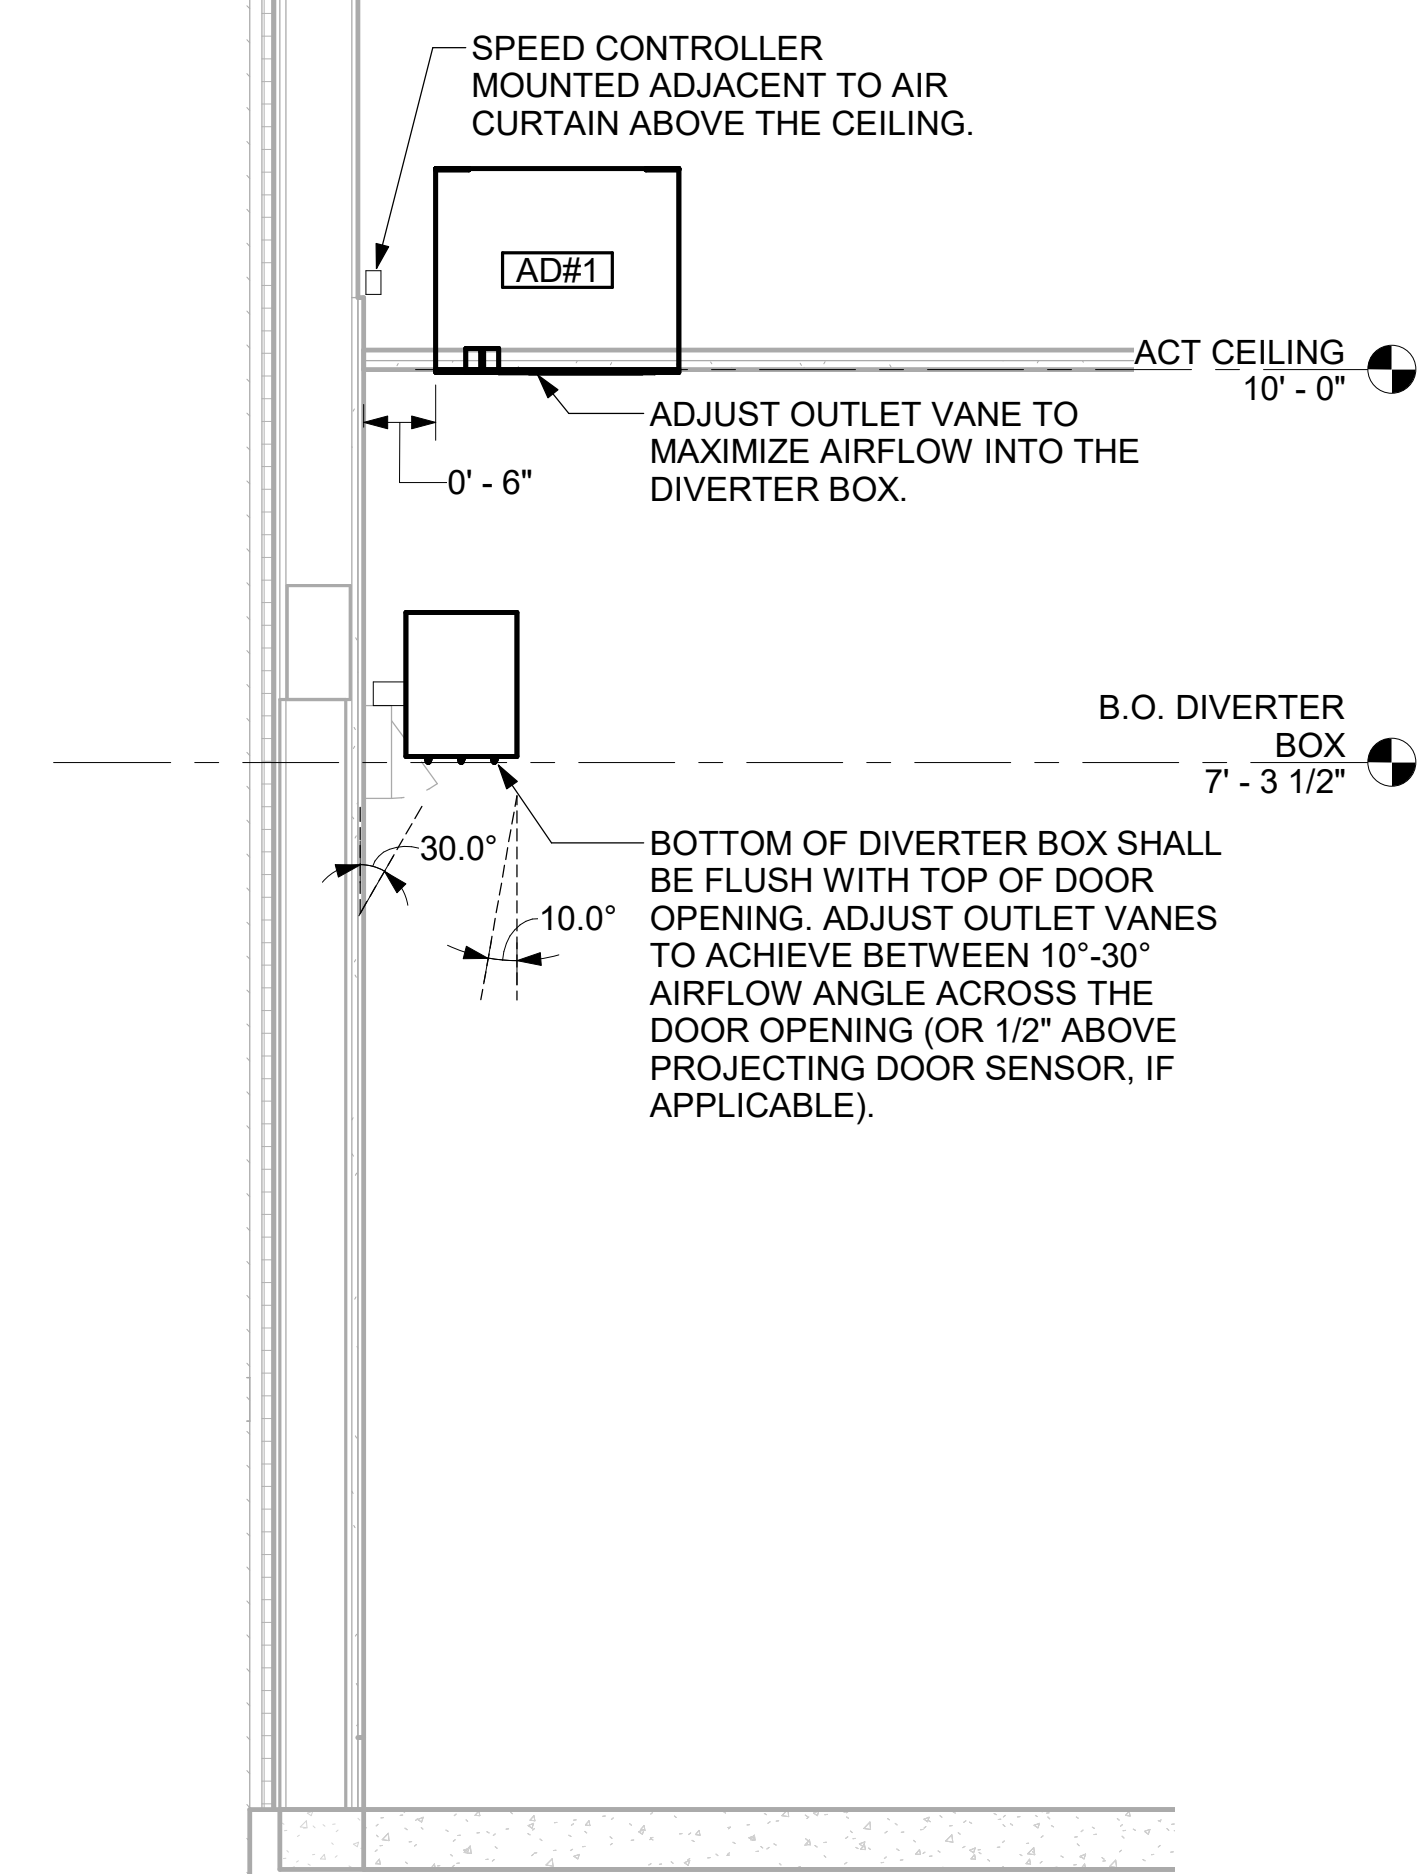 SPEED CONTROLLER
MOUNTED ADJACENT TO AIR
CURTAIN ABOVE THE CEILING.
AD#1
ACT CEILING
10' - 0"
ADJUST OUTLET VANE TO
MAXIMIZE AIRFLOW INTO THE
DIVERTER BOX.
0' - 6"
B.O. DIVERTER
BOX
7' - 3 1/2"
30.0°
10.0°
BOTTOM OF DIVERTER BOX SHALL
BE FLUSH WITH TOP OF DOOR
OPENING. ADJUST OUTLET VANES
TO ACHIEVE BETWEEN 10°-30°
AIRFLOW ANGLE ACROSS THE
DOOR OPENING (OR 1/2" ABOVE
PROJECTING DOOR SENSOR, IF
APPLICABLE).